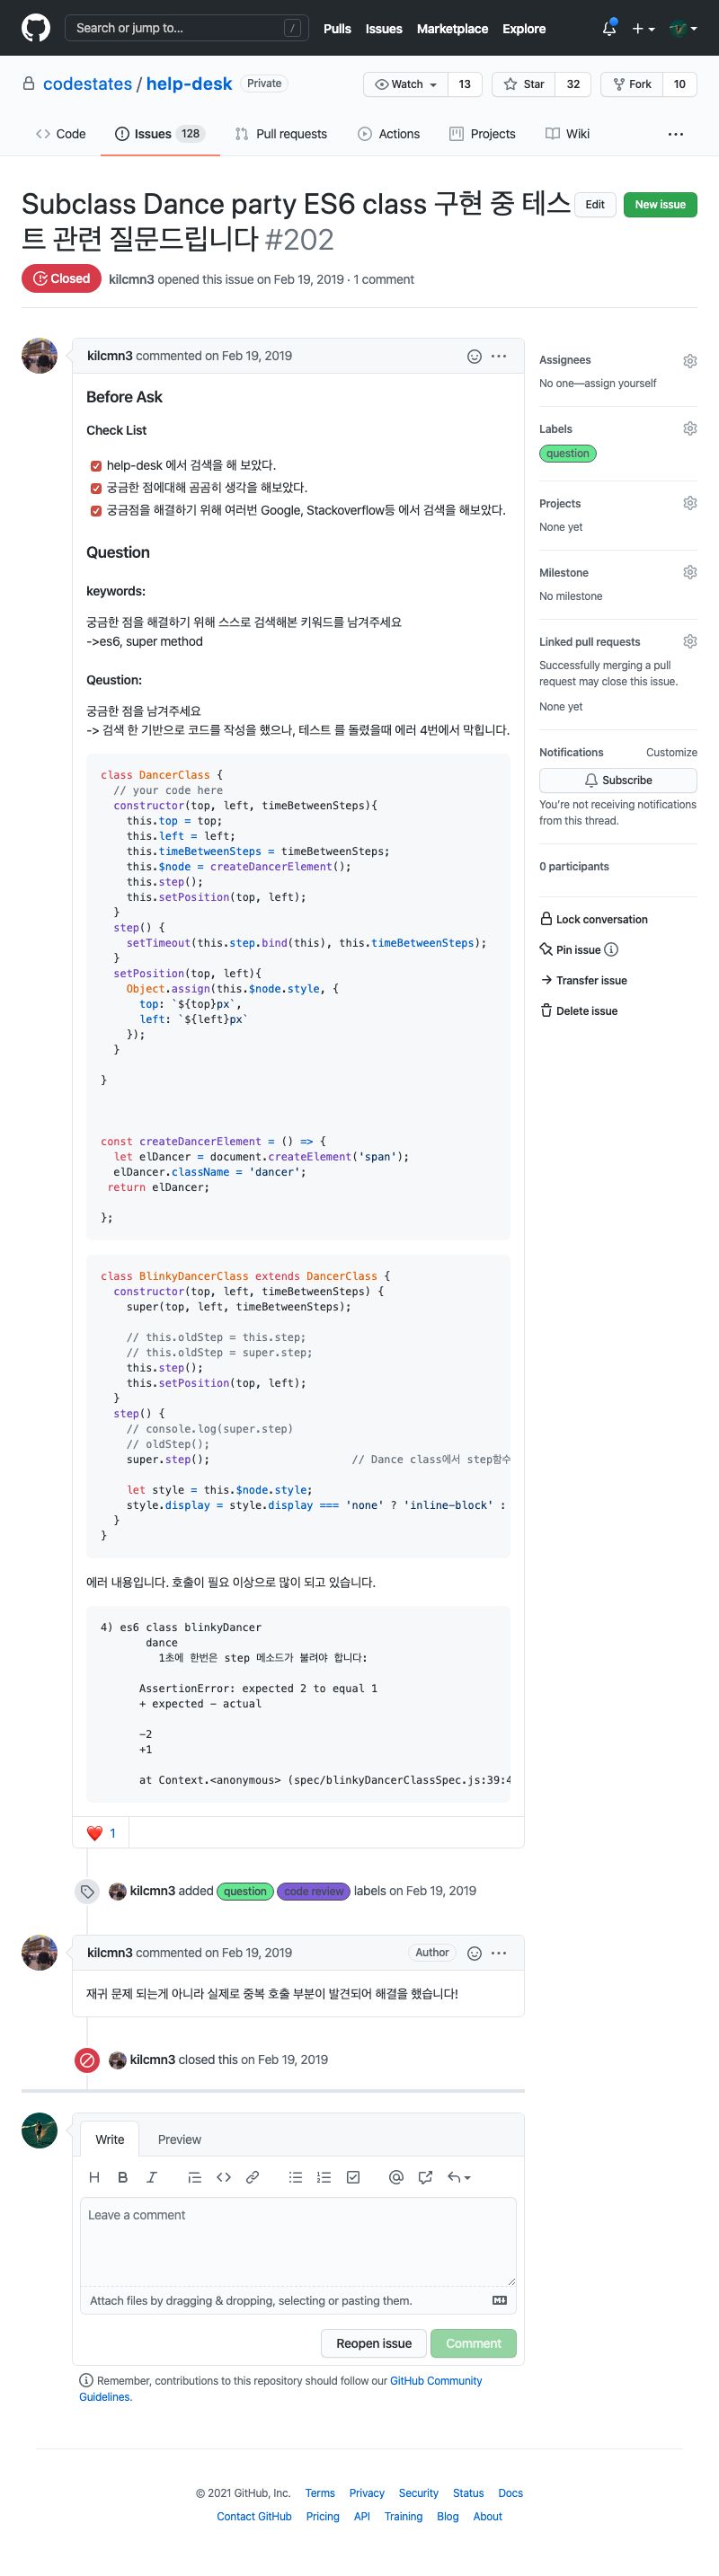 Search or jump to... /
Pulls Issues Marketplace Explore
codestates / help-desk Private
Watch 13 Star 32 Fork 10
Code Issues 128 Pull requests Actions Projects Wiki
Subclass Dance party ES6 class 구현 중 테스
트 관련 질문드립니다 #202
Edit New issue
Closed kilcmn3 opened this issue on Feb 19, 2019 · 1 comment
kilcmn3 commented on Feb 19, 2019
Before Ask
Check List
help-desk 에서 검색을 해 보았다.
궁금한 점에대해 곰곰히 생각을 해보았다.
궁금점을 해결하기 위해 여러번 Google, Stackoverflow등 에서 검색을 해보았다.
Question
keywords:
궁금한 점을 해결하기 위해 스스로 검색해본 키워드를 남겨주세요
->es6, super method
Qeustion:
궁금한 점을 남겨주세요
-> 검색 한 기반으로 코드를 작성을 했으나, 테스트 를 돌렸을때 에러 4번에서 막힙니다.
class DancerClass {
// your code here
constructor(top, left, timeBetweenSteps){
this.top = top;
this.left = left;
this.timeBetweenSteps = timeBetweenSteps;
this.$node = createDancerElement();
this.step();
this.setPosition(top, left);
}
step() {
setTimeout(this.step.bind(this), this.timeBetweenSteps);
}
setPosition(top, left){
Object.assign(this.$node.style, {
top: `${top}px`,
left: `${left}px`
});
}
}
const createDancerElement = () => {
let elDancer = document.createElement('span');
elDancer.className = 'dancer';
return elDancer;
};
class BlinkyDancerClass extends DancerClass {
constructor(top, left, timeBetweenSteps) {
super(top, left, timeBetweenSteps);
// this.oldStep = this.step;
// this.oldStep = super.step;
this.step();
this.setPosition(top, left);
}
step() {
// console.log(super.step)
// oldStep();
super.step(); // Dance class에서 step함수
let style = this.$node.style;
style.display = style.display === 'none' ? 'inline-block' :
}
}
에러 내용입니다. 호출이 필요 이상으로 많이 되고 있습니다.
4) es6 class blinkyDancer
dance
1초에 한번은 step 메소드가 불려야 합니다:
AssertionError: expected 2 to equal 1
+ expected - actual
-2
+1
at Context.<anonymous> (spec/blinkyDancerClassSpec.js:39:4
❤️ 1
kilcmn3 added question code review labels on Feb 19, 2019
kilcmn3 commented on Feb 19, 2019 Author
재귀 문제 되는게 아니라 실제로 중복 호출 부분이 발견되어 해결을 했습니다!
kilcmn3 closed this on Feb 19, 2019
Write Preview
Leave a comment
Attach files by dragging & dropping, selecting or pasting them.
Reopen issue Comment
Remember, contributions to this repository should follow our GitHub Community
Guidelines.
Assignees
No one—assign yourself
Labels
question
Projects
None yet
Milestone
No milestone
Linked pull requests
Successfully merging a pull
request may close this issue.
None yet
Notifications Customize
Subscribe
You're not receiving notifications
from this thread.
0 participants
Lock conversation
Pin issue
Transfer issue
Delete issue
© 2021 GitHub, Inc. Terms Privacy Security Status Docs
Contact GitHub Pricing API Training Blog About